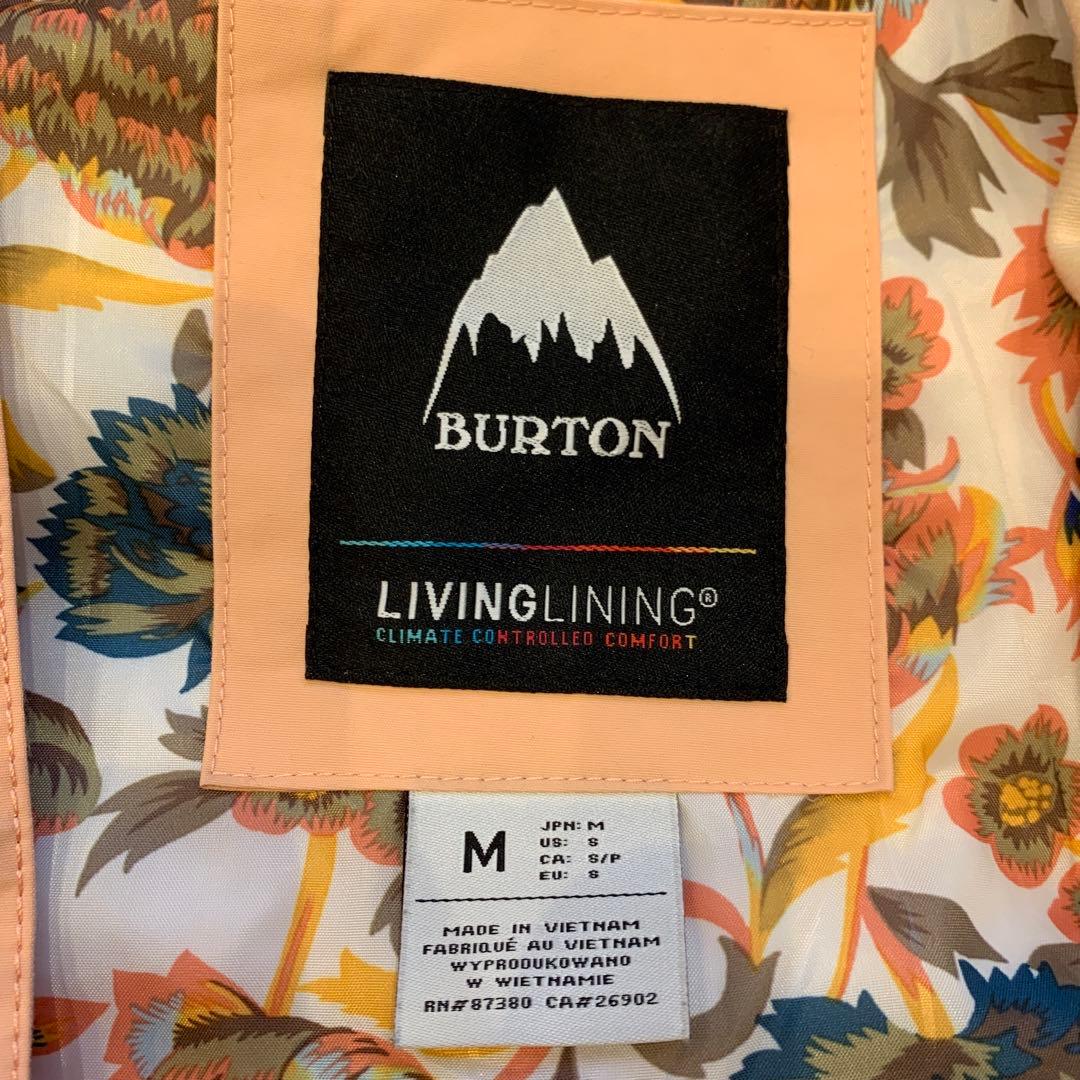 BURTON
LIVINGLINING®
CLIMATE CONTROLLED COMFORT
M
JPN: M
US: S
CA: S/P
EU: S
MADE IN VIETNAM
FABRIQUÉ AU VIETNAM
WYPRODUKOWANO
W WIETNAMIE
RN#87380 CA#26902